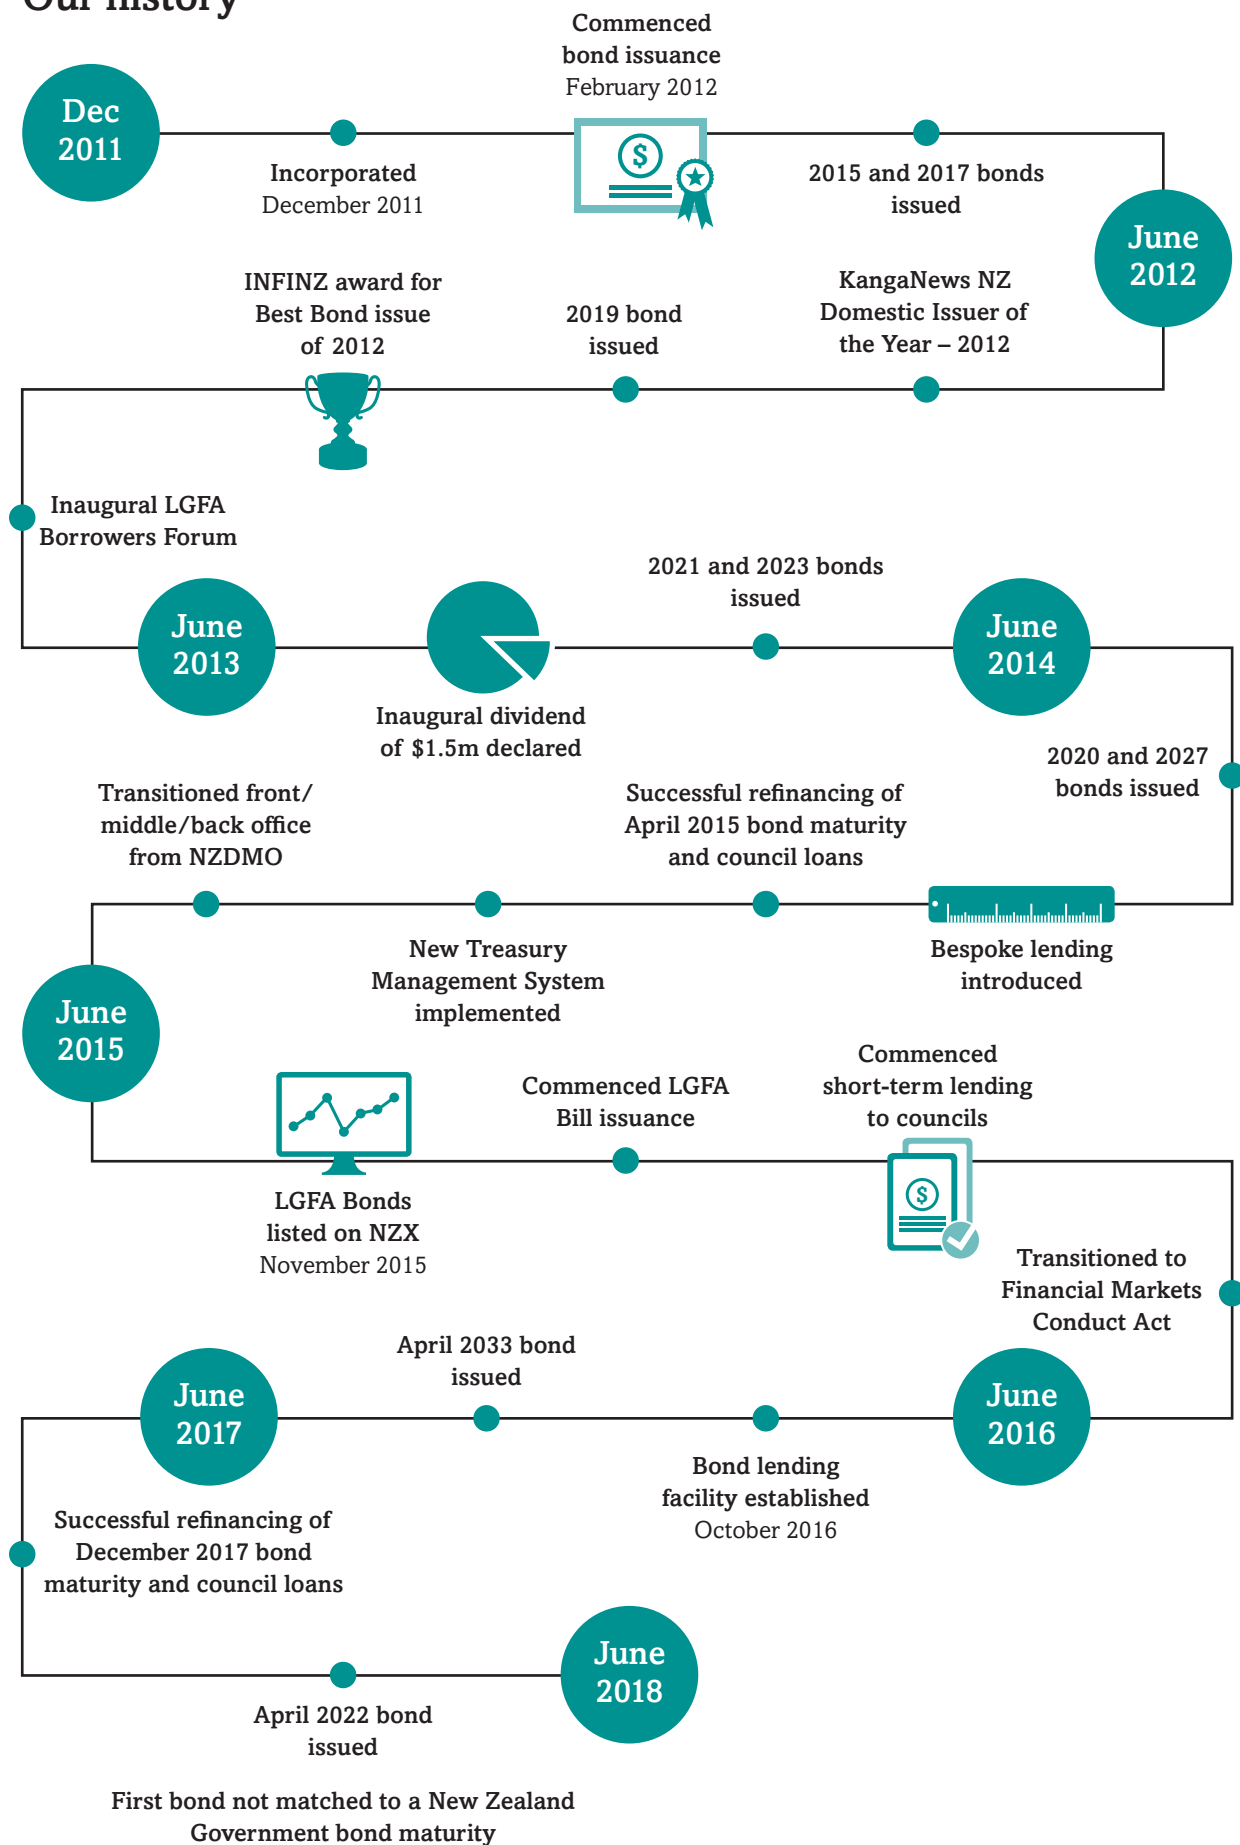 Our history
Commenced
bond issuance
February 2012
Dec
2011
Incorporated
December 2011
$
2015 and 2017 bonds
issued
June
2012
KangaNews NZ
Domestic Issuer of
the Year – 2012
2019 bond
issued
INFINZ award for
Best Bond issue
of 2012
Inaugural LGFA
Borrowers Forum
June
2013
Inaugural dividend
of $1.5m declared
2021 and 2023 bonds
issued
June
2014
2020 and 2027
bonds issued
Bespoke lending
introduced
Successful refinancing of
April 2015 bond maturity
and council loans
New Treasury
Management System
implemented
Transitioned front/
middle/back office
from NZDMO
June
2015
LGFA Bonds
listed on NZX
November 2015
Commenced LGFA
Bill issuance
Commenced
short-term lending
to councils
$
Transitioned to
Financial Markets
Conduct Act
June
2016
Bond lending
facility established
October 2016
April 2033 bond
issued
June
2017
Successful refinancing of
December 2017 bond
maturity and council loans
April 2022 bond
issued
First bond not matched to a New Zealand
Government bond maturity
June
2018